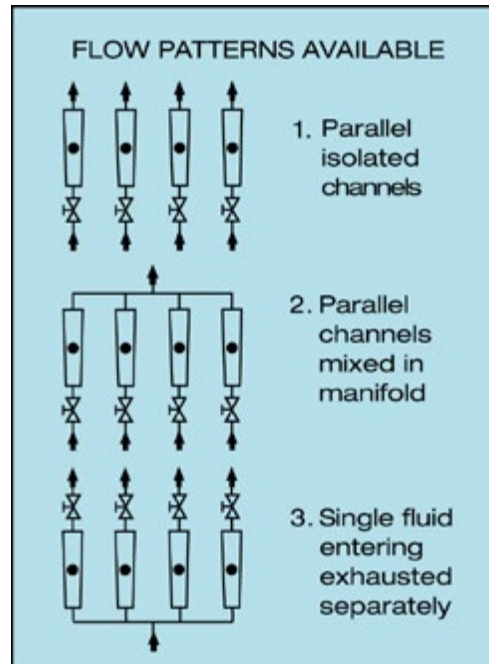 FLOW PATTERNS AVAILABLE
1. Parallel
isolated
channels
2. Parallel
channels
mixed in
manifold
3. Single fluid
entering
exhausted
separately